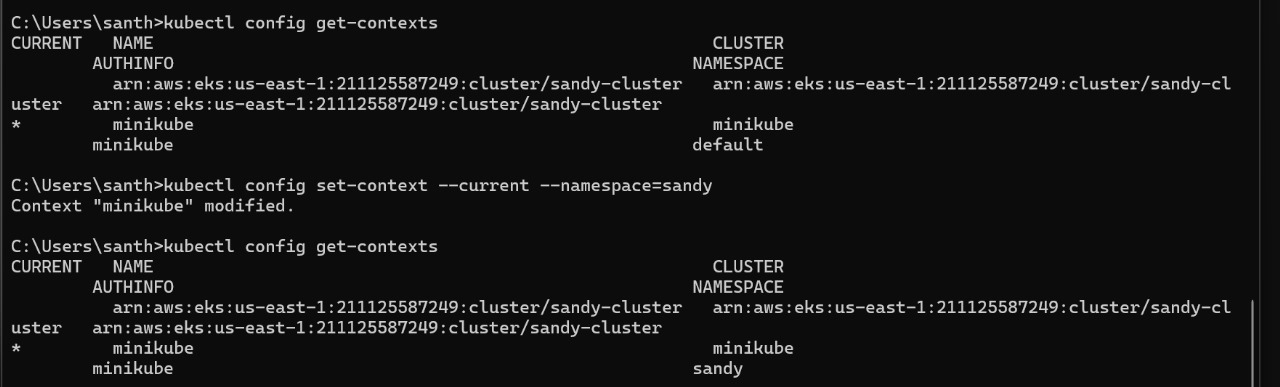 C:\Users\santh>kubectl config get-contexts
CURRENT   NAME                                                       CLUSTER
        AUTHINFO                                                   NAMESPACE
          arn:aws:eks:us-east-1:211125587249:cluster/sandy-cluster   arn:aws:eks:us-east-1:211125587249:cluster/sandy-cl
uster   arn:aws:eks:us-east-1:211125587249:cluster/sandy-cluster
*         minikube                                                   minikube
        minikube                                                   default
C:\Users\santh>kubectl config set-context --current --namespace=sandy
Context "minikube" modified.
C:\Users\santh>kubectl config get-contexts
CURRENT   NAME                                                       CLUSTER
        AUTHINFO                                                   NAMESPACE
          arn:aws:eks:us-east-1:211125587249:cluster/sandy-cluster   arn:aws:eks:us-east-1:211125587249:cluster/sandy-cl
uster   arn:aws:eks:us-east-1:211125587249:cluster/sandy-cluster
*         minikube                                                   minikube
        minikube                                                   sandy